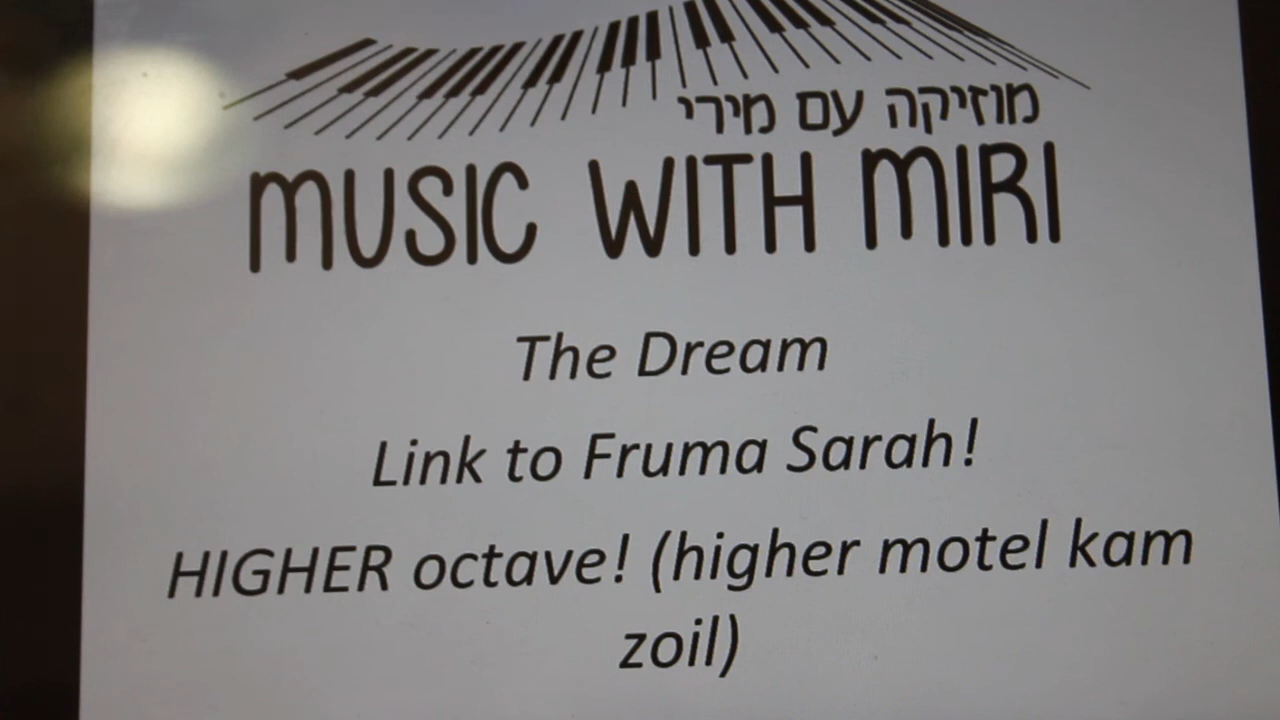 מוזיקה עם מירי
MUSIC WITH MIRI
The Dream
Link to Fruma Sarah!
HIGHER octave! (higher motel kam
zoil)